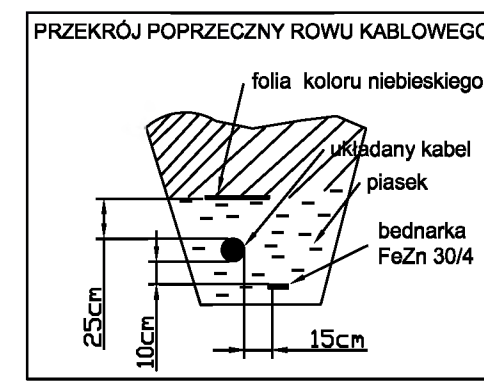 PRZEKRÓJ POPRZECZNY ROWU KABLOWEGO
folia koloru niebieskiego
układany kabel
piasek
bednarka
FeZn 30/4
25cm
10cm
15cm